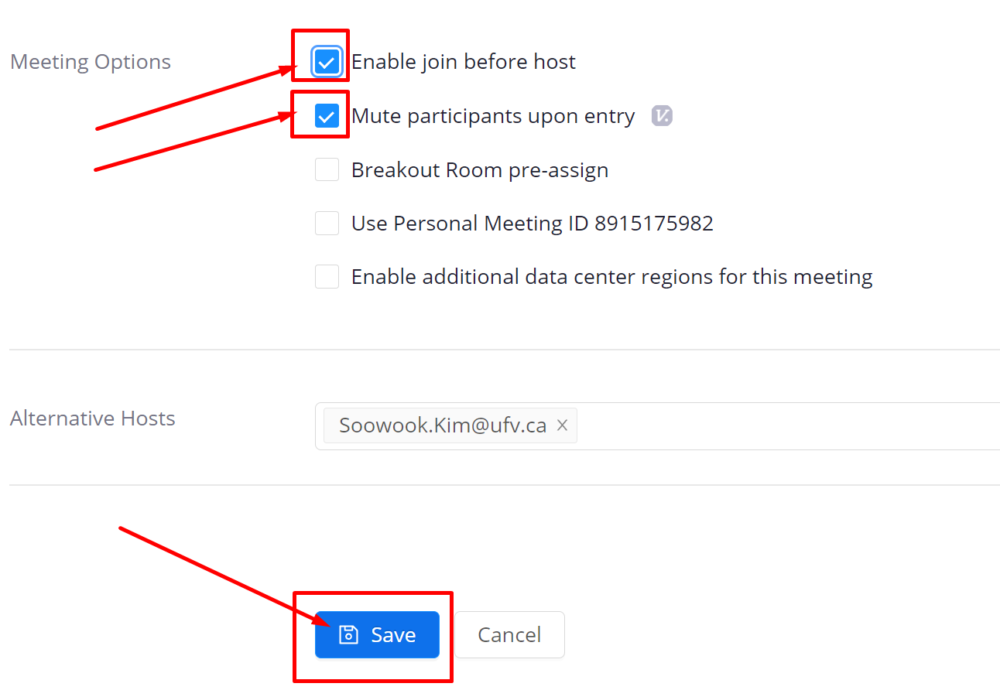 Meeting Options
Enable join before host
Mute participants upon entry V.
Breakout Room pre-assign
Use Personal Meeting ID 8915175982
Enable additional data center regions for this meeting
Alternative Hosts
Soowook.Kim@ufv.ca ×
Save
Cancel